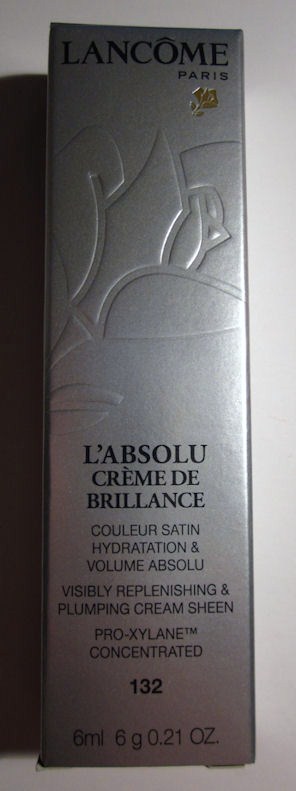 LANCÔME
PARIS
L'ABSOLU
CRÈME DE
BRILLANCE
COULEUR SATIN
HYDRATATION &
VOLUME ABSOLU
VISIBLY REPLENISHING &
PLUMPING CREAM SHEEN
PRO-XYLANE™
CONCENTRATED
132
6ml 6 g 0.21 OZ.